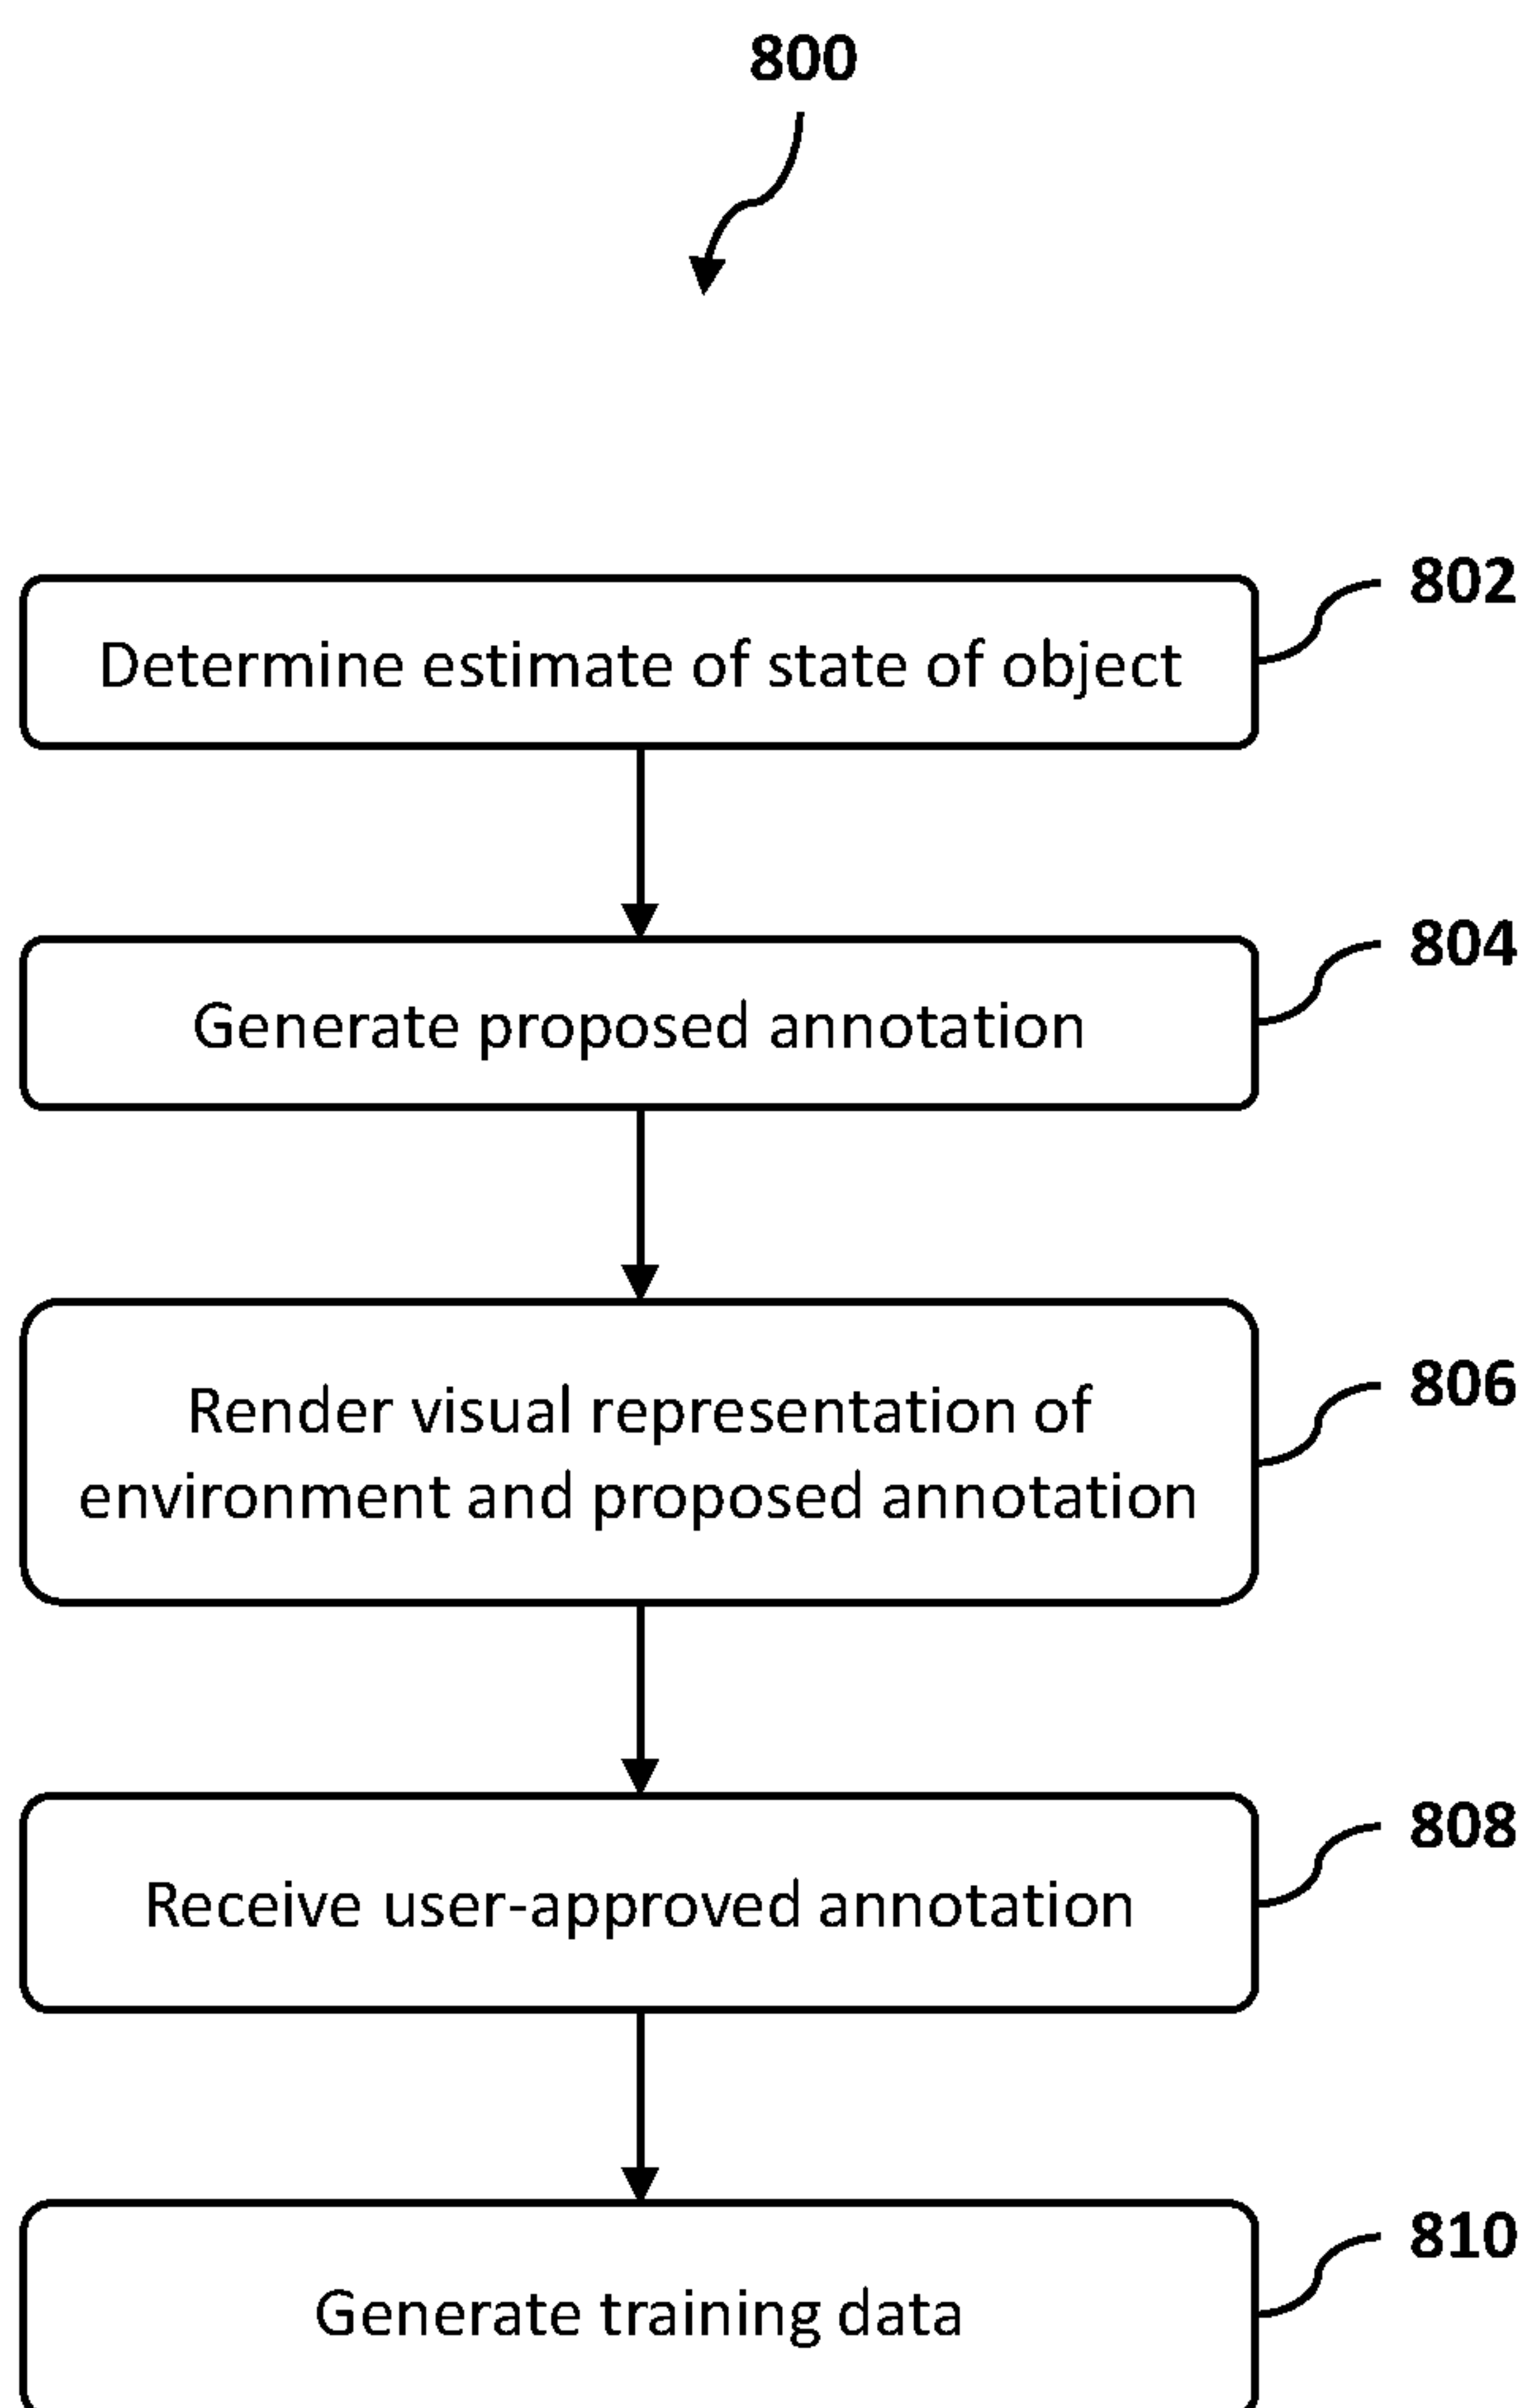 800
802
Determine estimate of state of object
804
Generate proposed annotation
806
Render visual representation of
environment and proposed annotation
808
Receive user-approved annotation
810
Generate training data